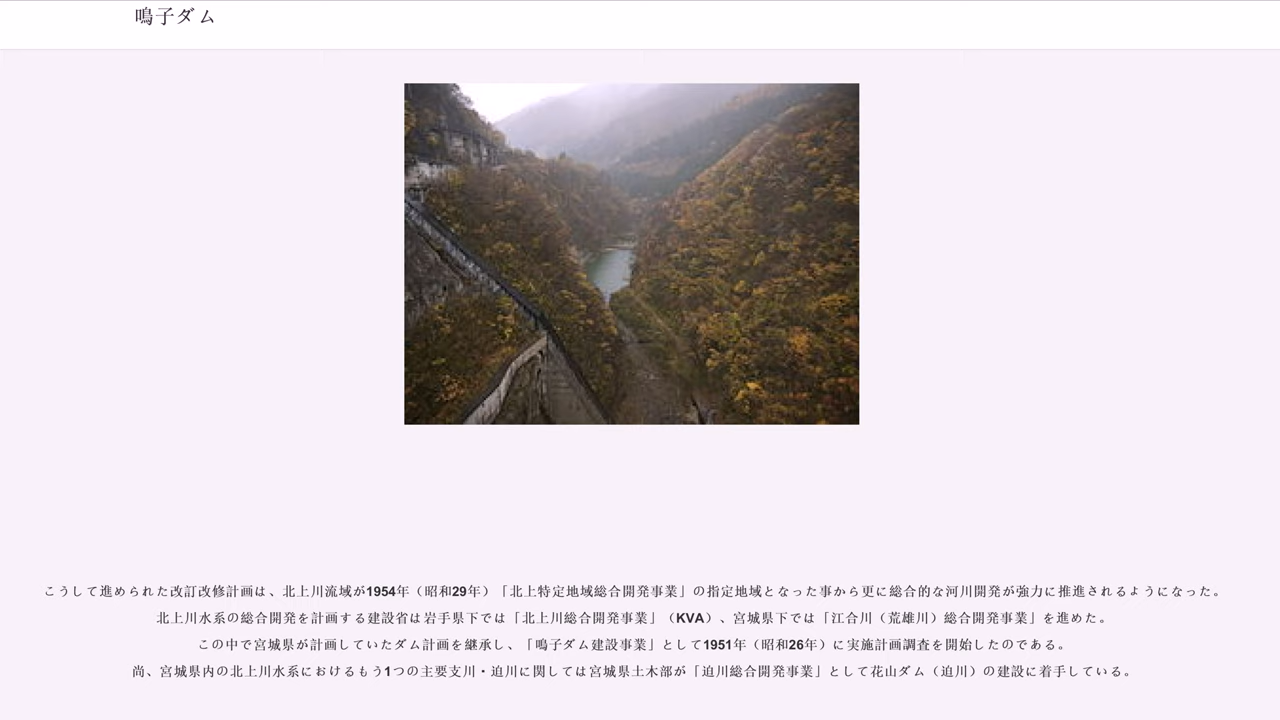 鳴子ダム
こうして進められた改訂改修計画は、北上川流域が1954年（昭和29年）「北上特定地域総合開発事業」の指定地域となった事から更に総合的な河川開発が強力に推進されるようになった。
北上川水系の総合開発を計画する建設省は岩手県下では「北上川総合開発事業」（KVA）、宮城県下では「江合川（荒雄川）総合開発事業」を進めた。
この中で宮城県が計画していたダム計画を継承し、「鳴子ダム建設事業」として1951年（昭和26年）に実施計画調査を開始したのである。
尚、宮城県内の北上川水系におけるもう1つの主要支川・迫川に関しては宮城県土木部が「迫川総合開発事業」として花山ダム（迫川）の建設に着手している。